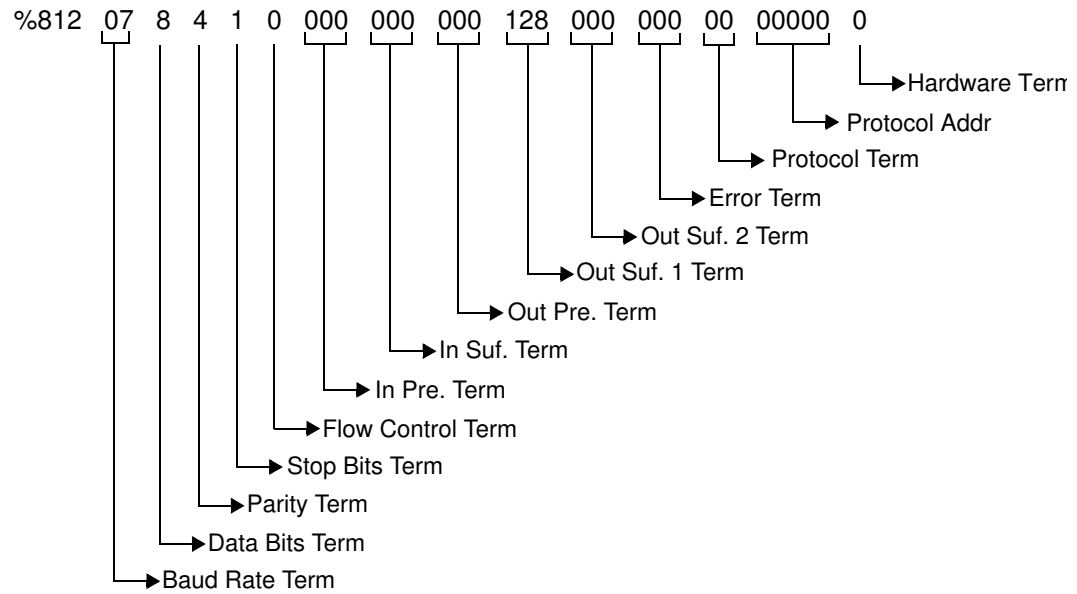 %812 07 8 4 1 0 000 000 000 128 000 000 00 00000 0
Hardware Term
Protocol Addr
Protocol Term
Error Term
Out Suf. 2 Term
Out Suf. 1 Term
Out Pre. Term
In Suf. Term
In Pre. Term
Flow Control Term
Stop Bits Term
Parity Term
Data Bits Term
Baud Rate Term